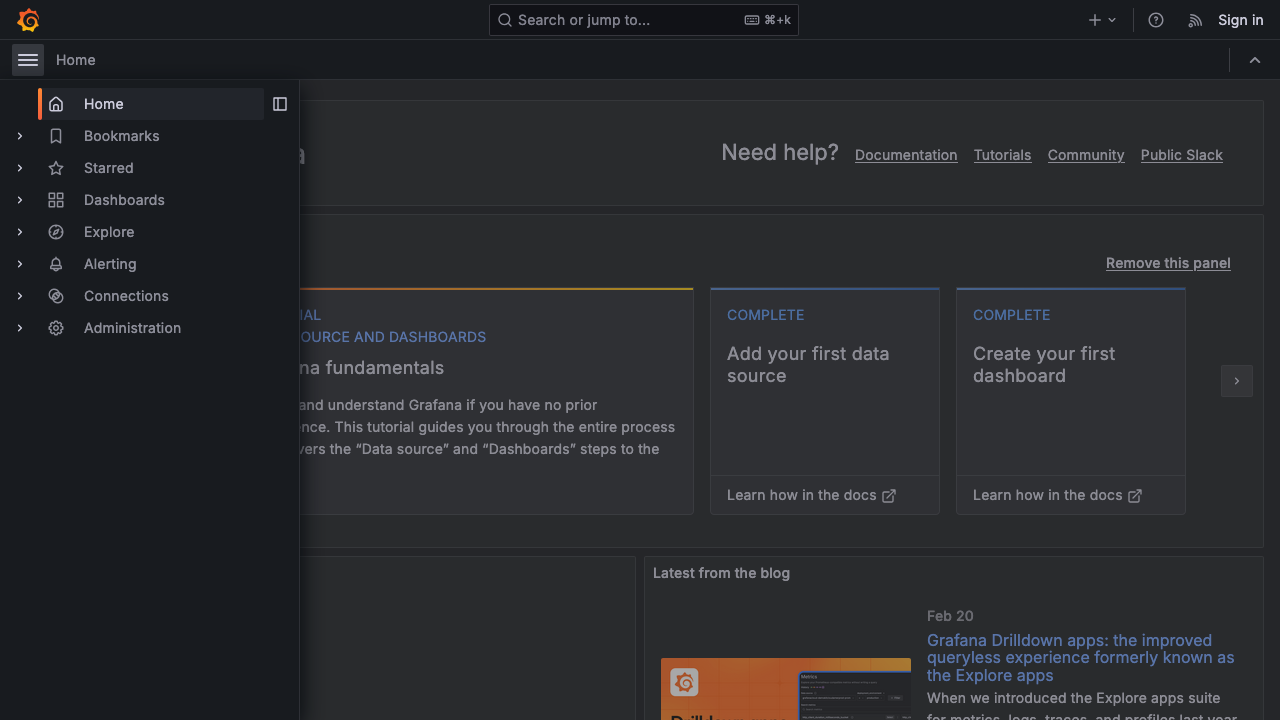 Search or jump to...
⌘+k
Sign in
Home
Home
Bookmarks
Starred
Dashboards
Explore
Alerting
Connections
Administration
Need help?
Documentation
Tutorials
Community
Public Slack
Remove this panel
OURCE AND DASHBOARDS
fundamentals
and understand Grafana if you have no prior
This tutorial guides you through the entire process
the “Data source” and “Dashboards” steps to the
COMPLETE
Add your first data
source
Learn how in the docs
COMPLETE
Create your first
dashboard
Learn how in the docs
Latest from the blog
Feb 20
Grafana Drilldown apps: the improved
queryless experience formerly known as
the Explore apps
When we introduced the Explore apps suite
for metrics, logs, traces, and profiles last year
Metrics